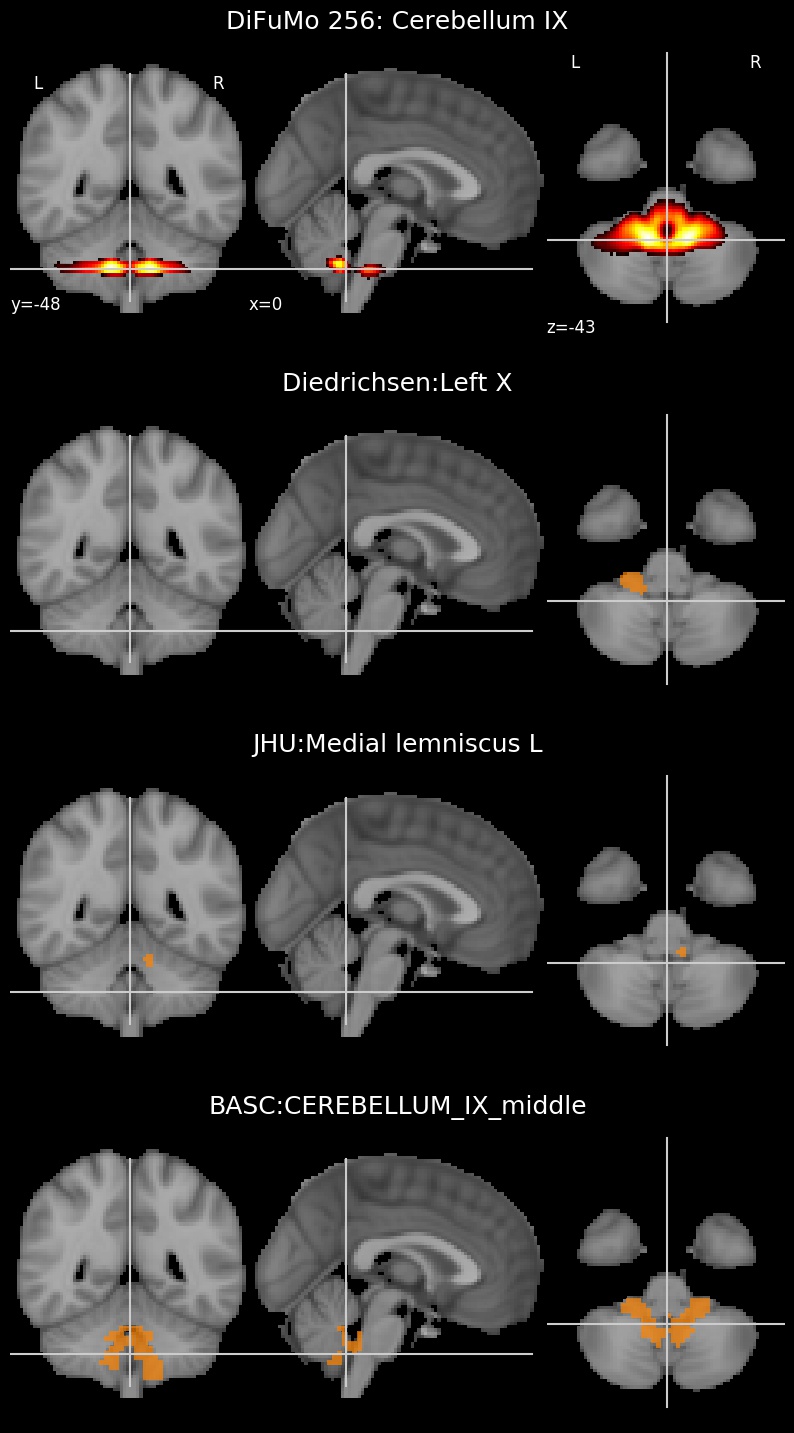 DiFuMo 256: Cerebellum IX
L R L R
y=-48 x=0 z=-43
Diedrichsen:Left X
JHU:Medial lemniscus L
BASC:CEREBELLUM_IX_middle